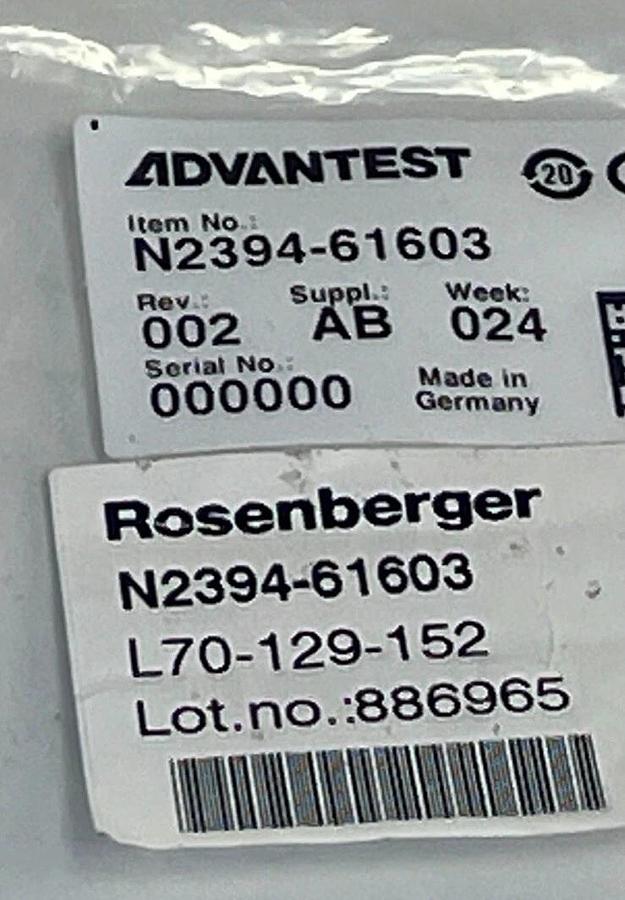 ADVANTEST 20
Item No.:
N2394-61603
Rev.: Suppl.: Week:
002 AB 024
Serial No.: Made in
000000 Germany
Rosenberger
N2394-61603
L70-129-152
Lot.no.:886965